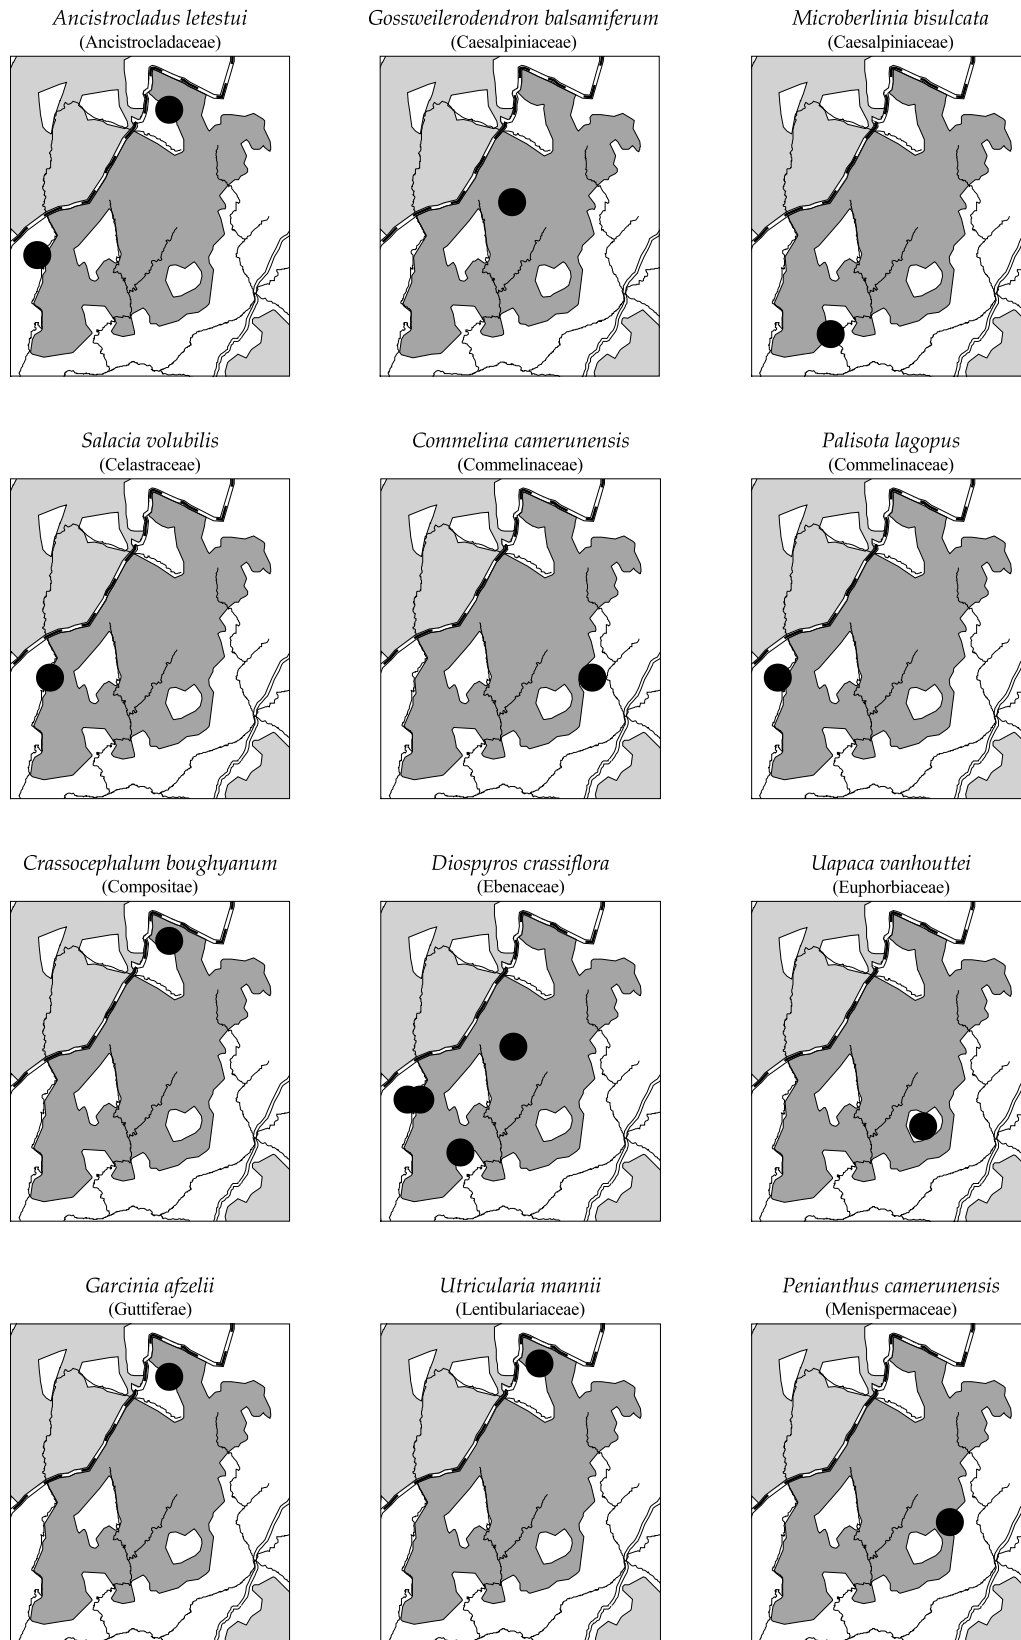 Ancistrocladus letestui
(Ancistrocladaceae)
Gossweilerodendron balsamiferum
(Caesalpiniaceae)
Microberlinia bisulcata
(Caesalpiniaceae)
Salacia volubilis
(Celastraceae)
Commelina camerunensis
(Commelinaceae)
Palisota lagopus
(Commelinaceae)
Crassocephalum boughyanum
(Compositae)
Diospyros crassiflora
(Ebenaceae)
Uapaca vanhouttei
(Euphorbiaceae)
Garcinia afzelii
(Guttiferae)
Utricularia mannii
(Lentibulariaceae)
Penianthus camerunensis
(Menispermaceae)